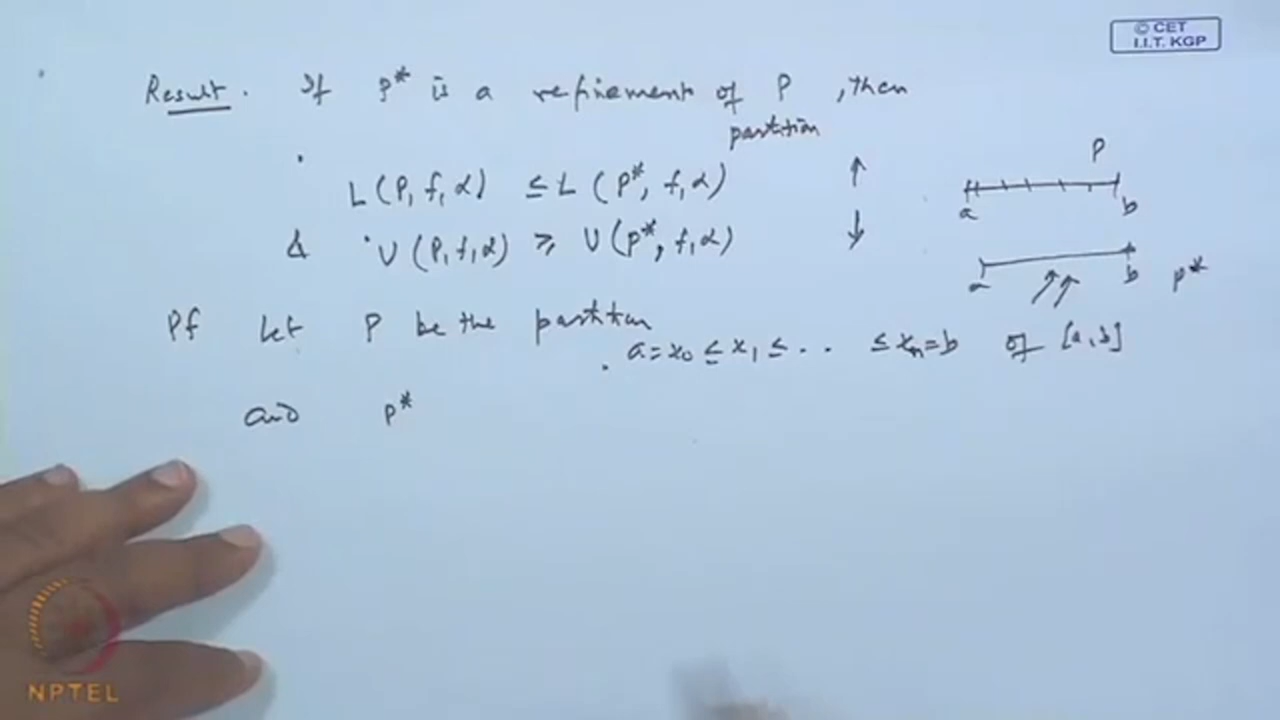 © CET
I.I.T. KGP
Result. If P* is a refinement of P, then
partition
L(P, f, α) ≤ L(P*, f, α) ↑
& U(P, f, α) ≥ U(P*, f, α) ↓
P
a b
a b P*
Pf Let P be the partition
a = x₀ ≤ x₁ ≤ .. ≤ xₙ = b of [a, b]
and P*
NPTEL